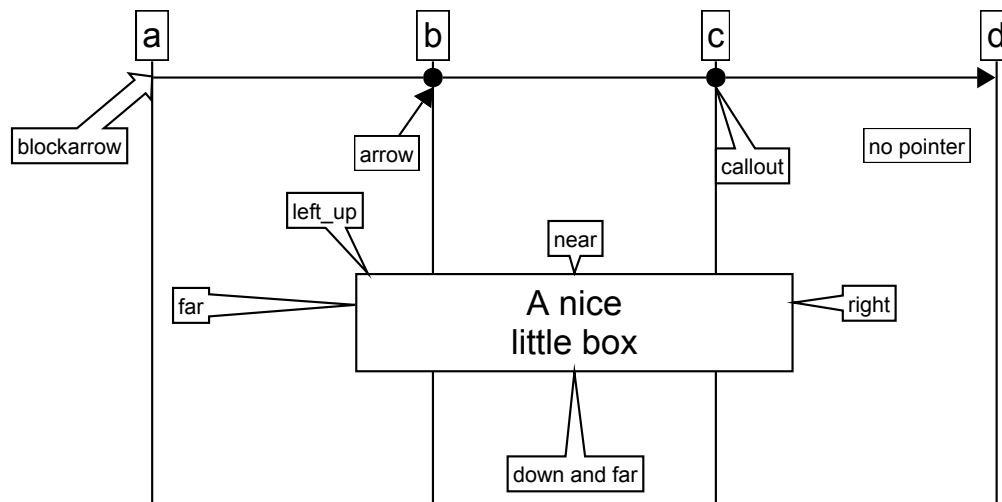 a
b
c
d
blockarrow
arrow
callout
no pointer
left_up
near
far
A nice
little box
right
down and far